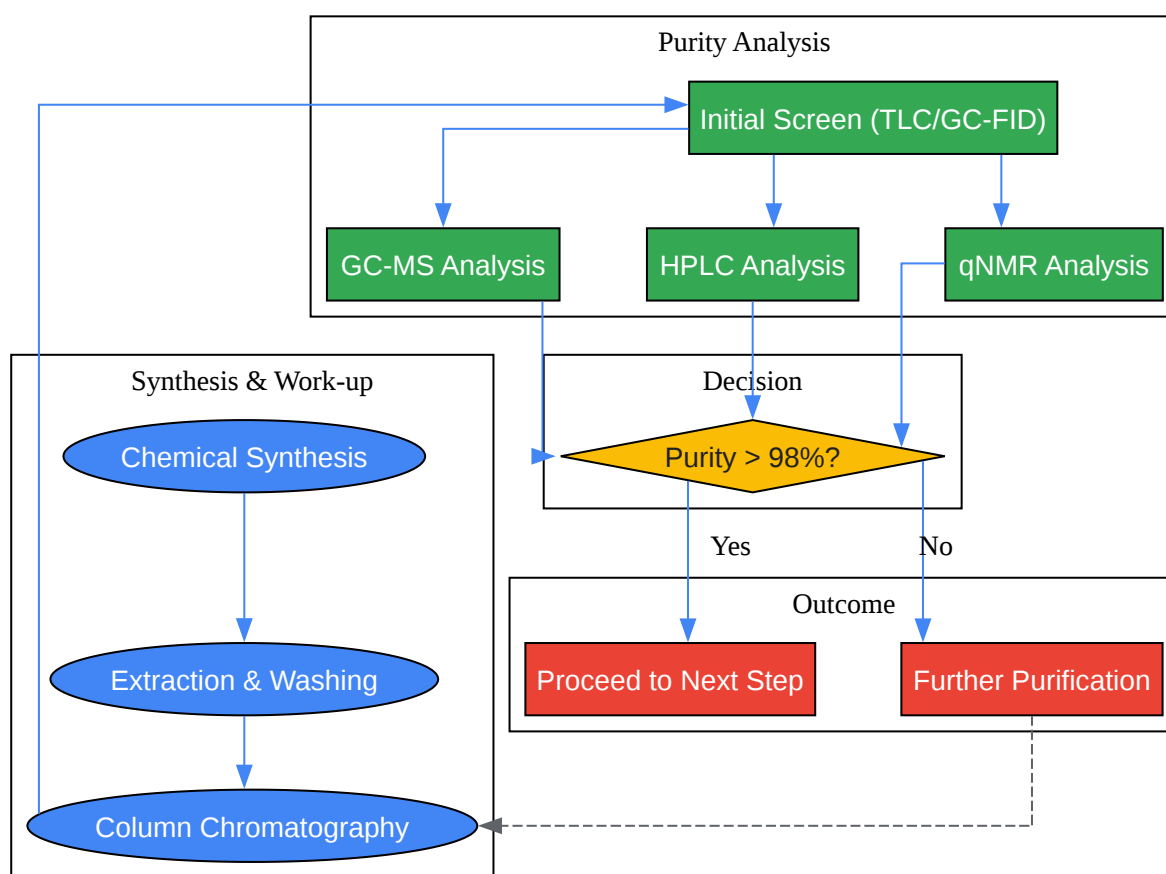 Purity Analysis
Initial Screen (TLC/GC-FID)
GC-MS Analysis
HPLC Analysis
qNMR Analysis
Synthesis & Work-up
Chemical Synthesis
Extraction & Washing
Column Chromatography
Decision
Purity > 98%?
Yes
No
Outcome
Proceed to Next Step
Further Purification